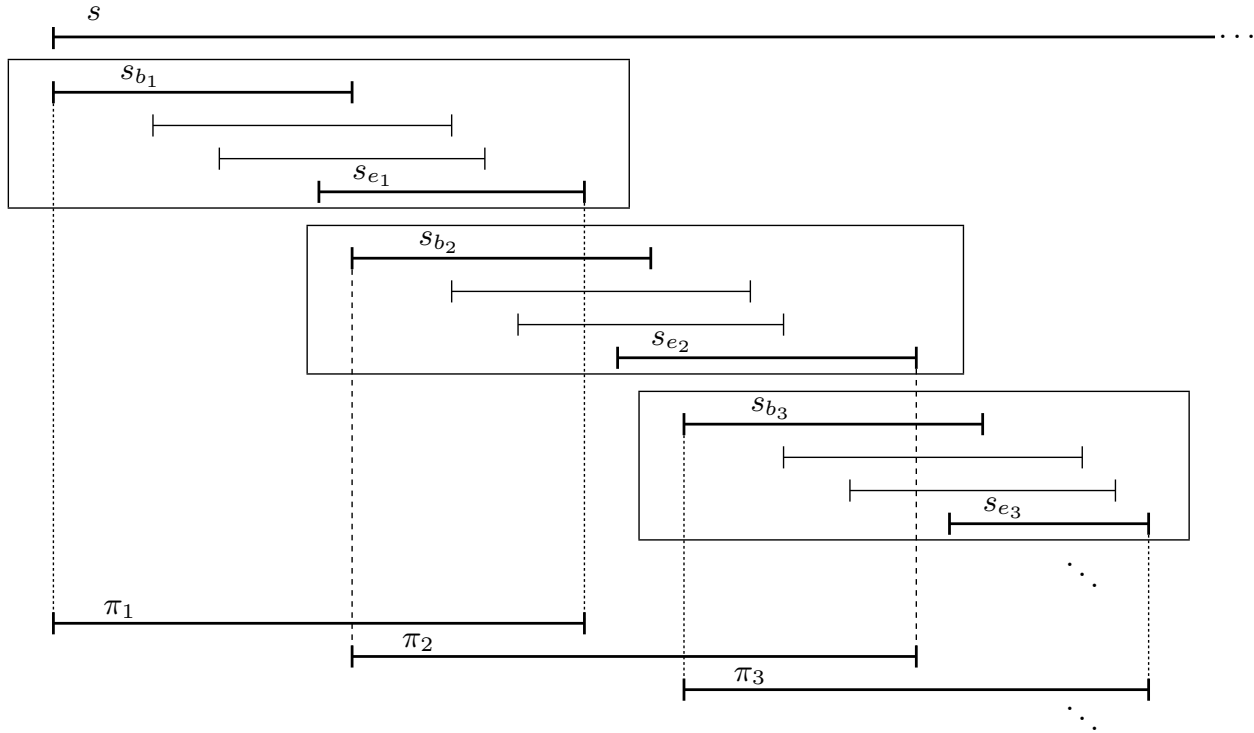 s
. . .
s_{b_1}
s_{e_1}
s_{b_2}
s_{e_2}
s_{b_3}
s_{e_3}
⋱
π_1
π_2
π_3
⋱